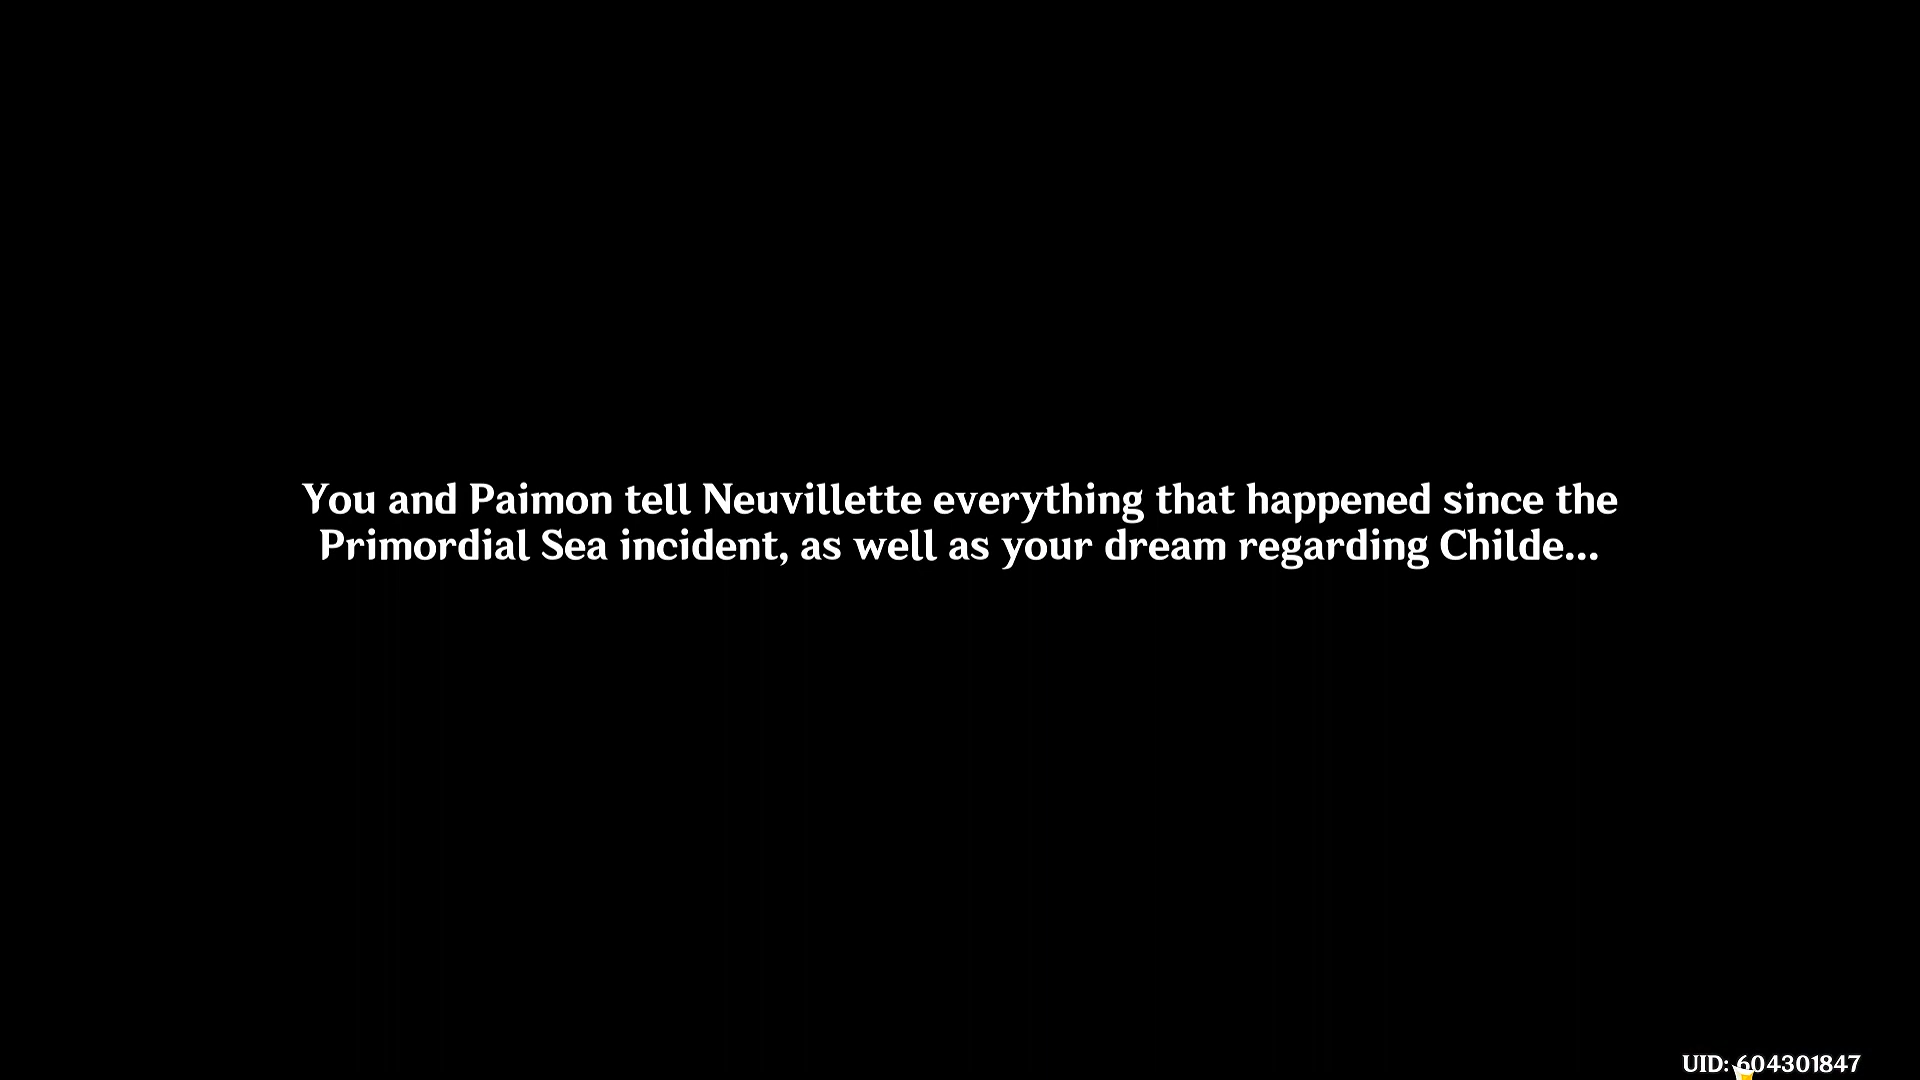 You and Paimon tell Neuvillette everything that happened since the
Primordial Sea incident, as well as your dream regarding Childe...
UID: 604301847